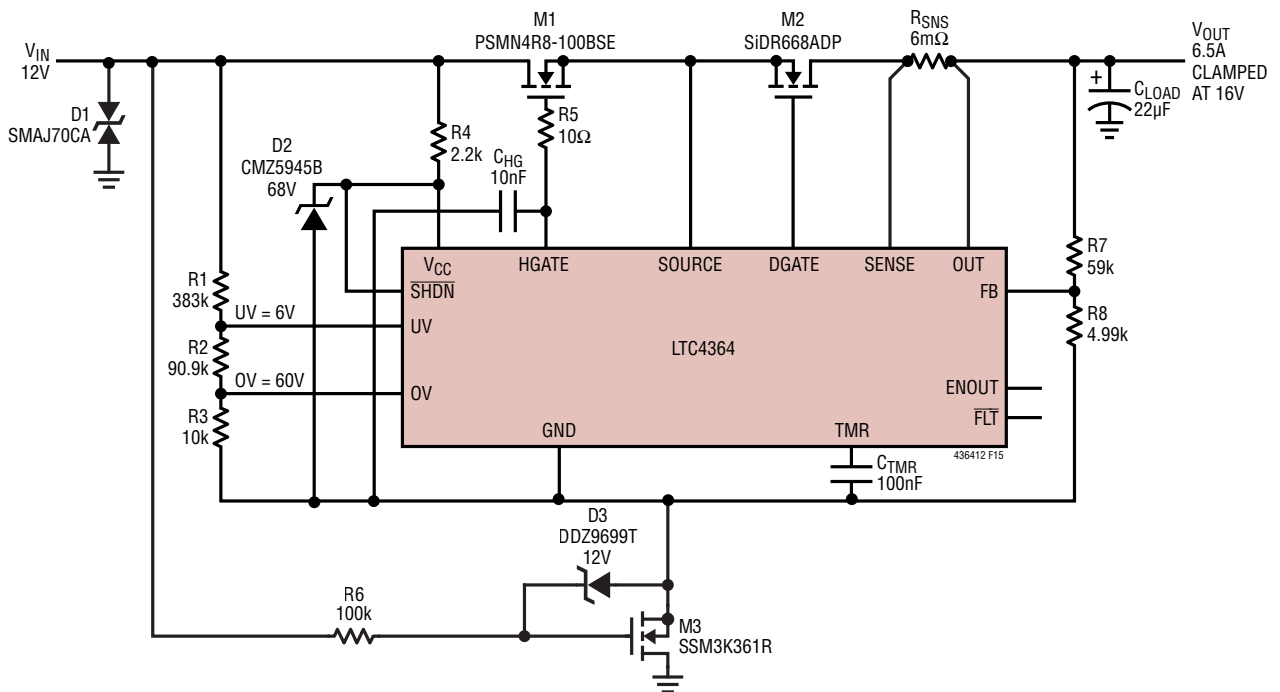 M1
PSMN4R8-100BSE
M2
SiDR668ADP
RSNS
6mΩ
VIN
12V
VOUT
6.5A
CLAMPED
AT 16V
D1
SMAJ70CA
+
CLOAD
22µF
R5
10Ω
R4
2.2k
D2
CMZ5945B
68V
CHG
10nF
VCC
HGATE
SOURCE
DGATE
SENSE
OUT
SHDN
FB
R7
59k
R1
383k
UV = 6V
UV
R8
4.99k
R2
90.9k
LTC4364
OV = 60V
OV
ENOUT
R3
10k
FLT
GND
TMR
436412 F15
CTMR
100nF
D3
DDZ9699T
12V
R6
100k
M3
SSM3K361R